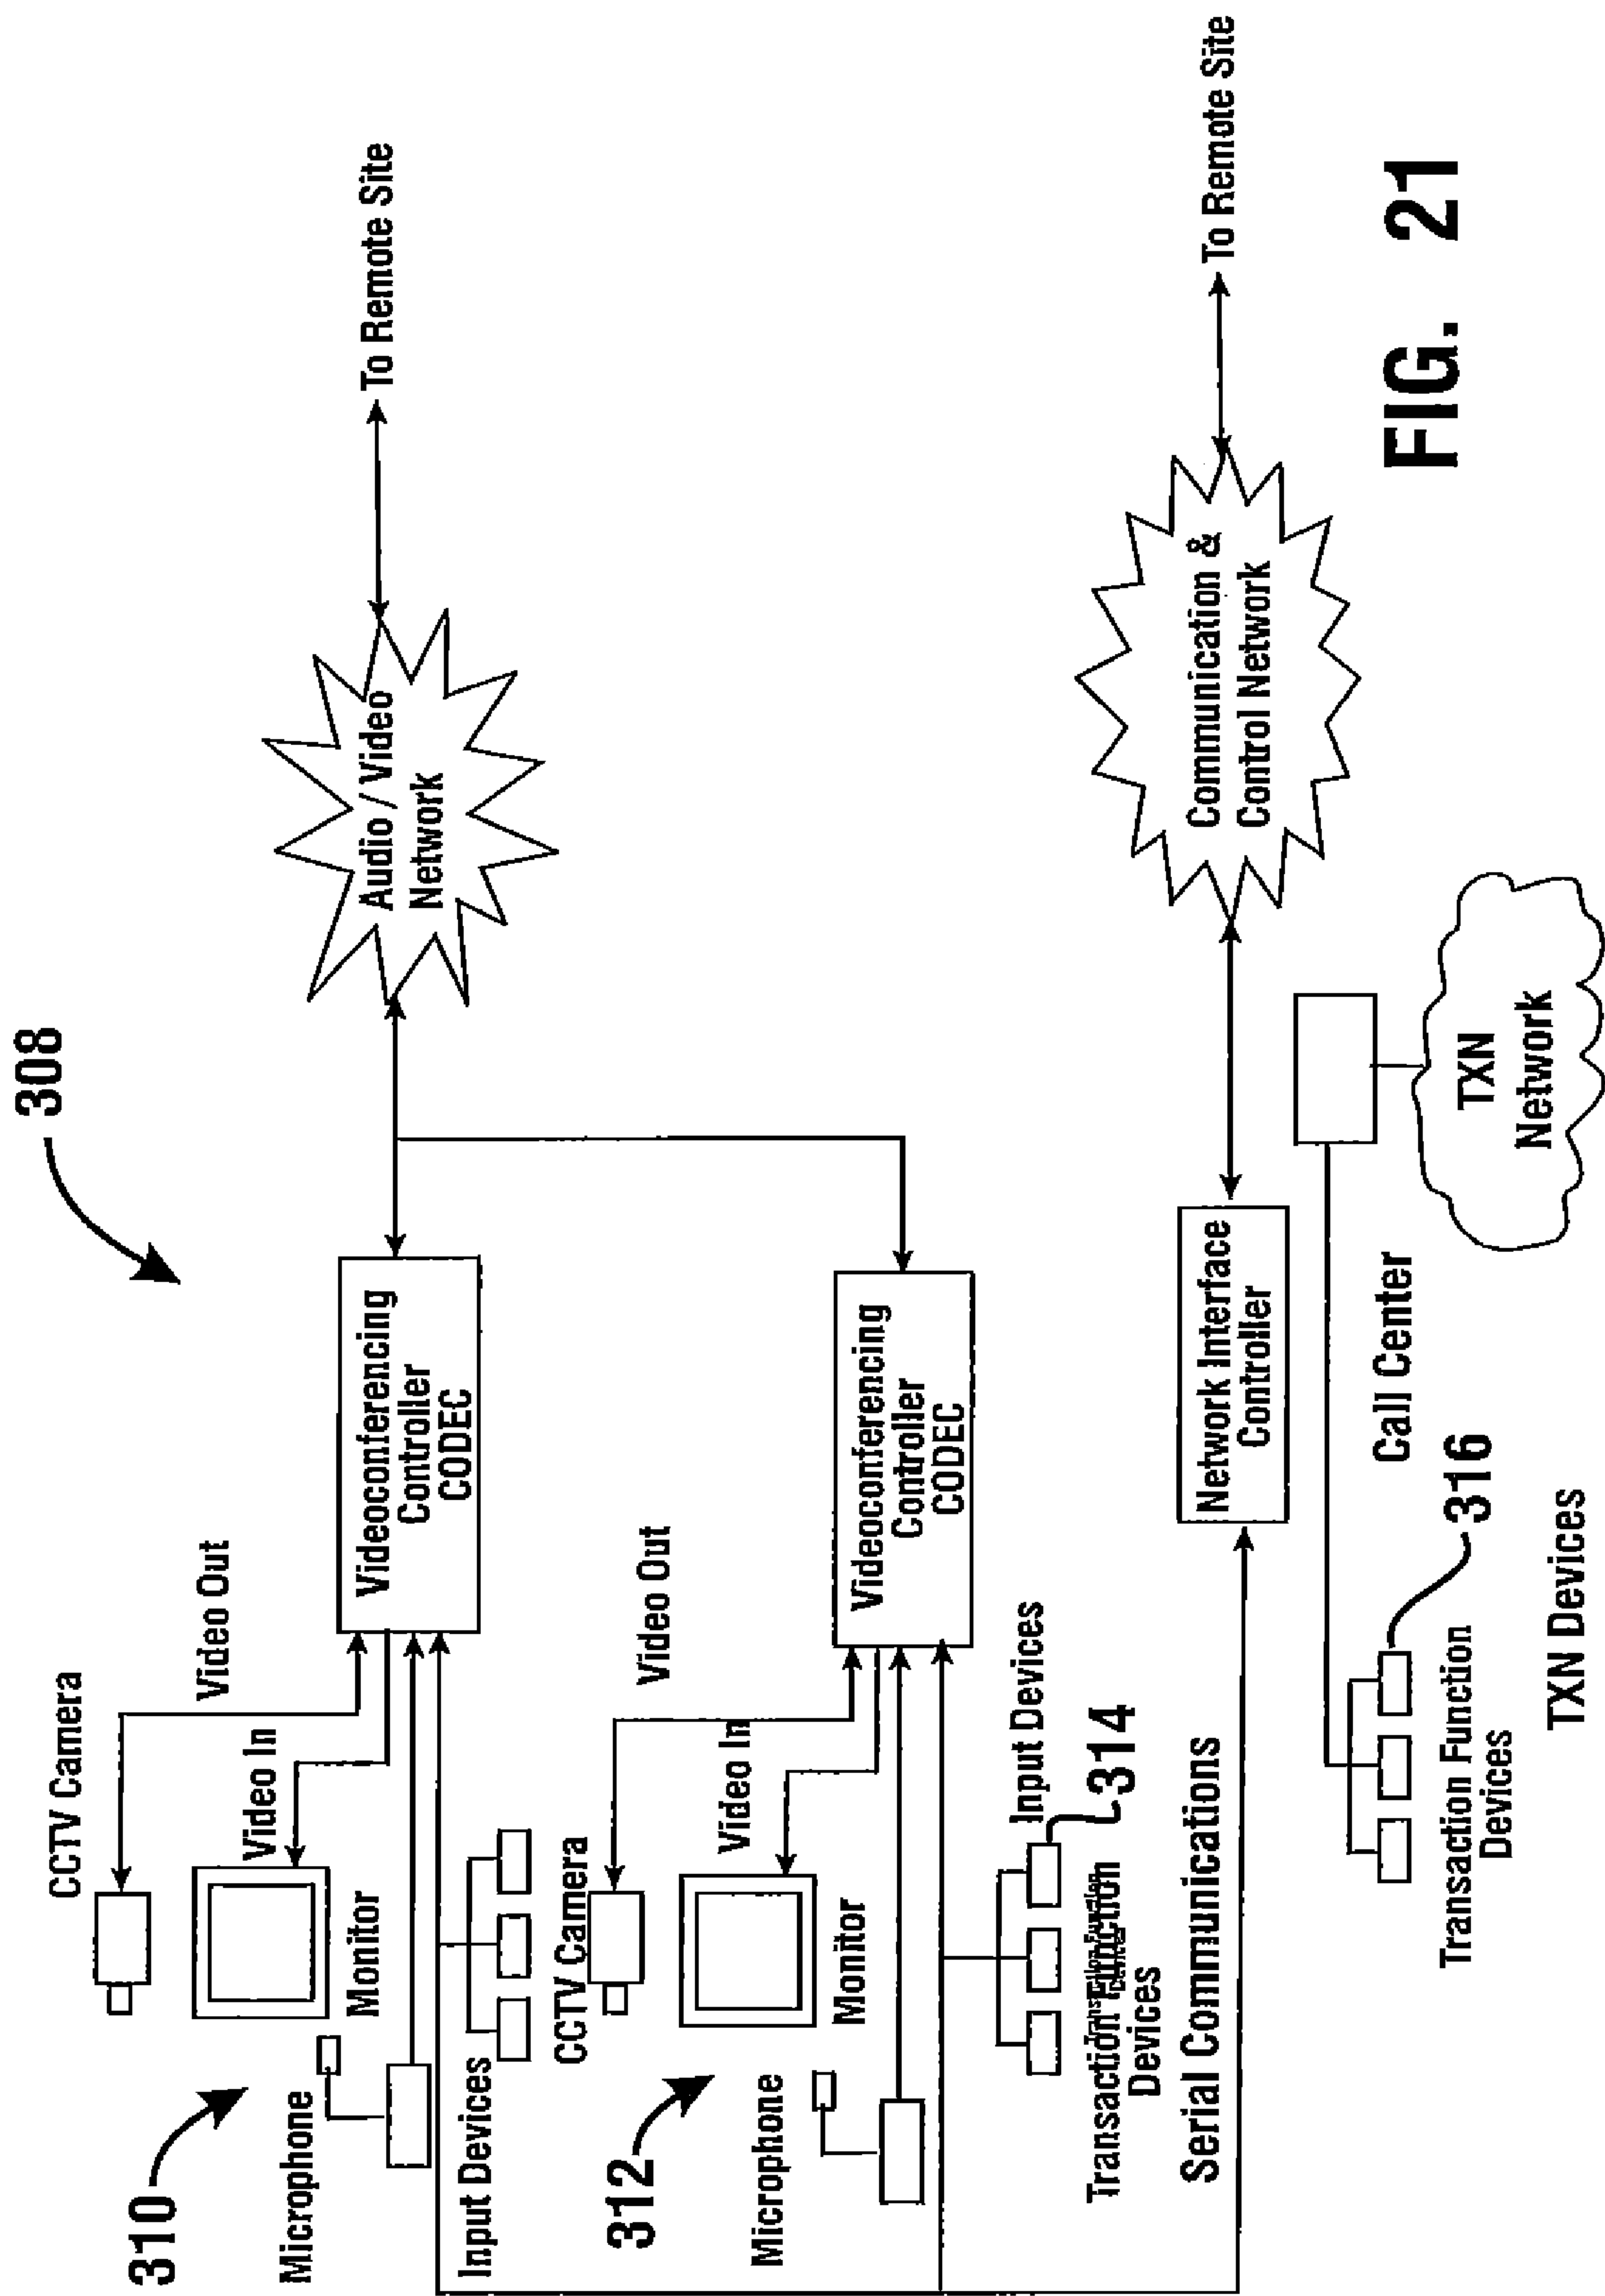 308
310
CCTV Camera
Video Out
Video In
Monitor
Microphone
Input Devices
Videoconferencing
Controller
CODEC
Audio / Video
Network
To Remote Site
312
CCTV Camera
Video Out
Video In
Monitor
Microphone
Input Devices
314
Transaction Function
Devices
Videoconferencing
Controller
CODEC
Serial Communications
Network Interface
Controller
Communication &
Control Network
To Remote Site
Call Center
316
Transaction Function
Devices
TXN Devices
TXN
Network
FIG. 21